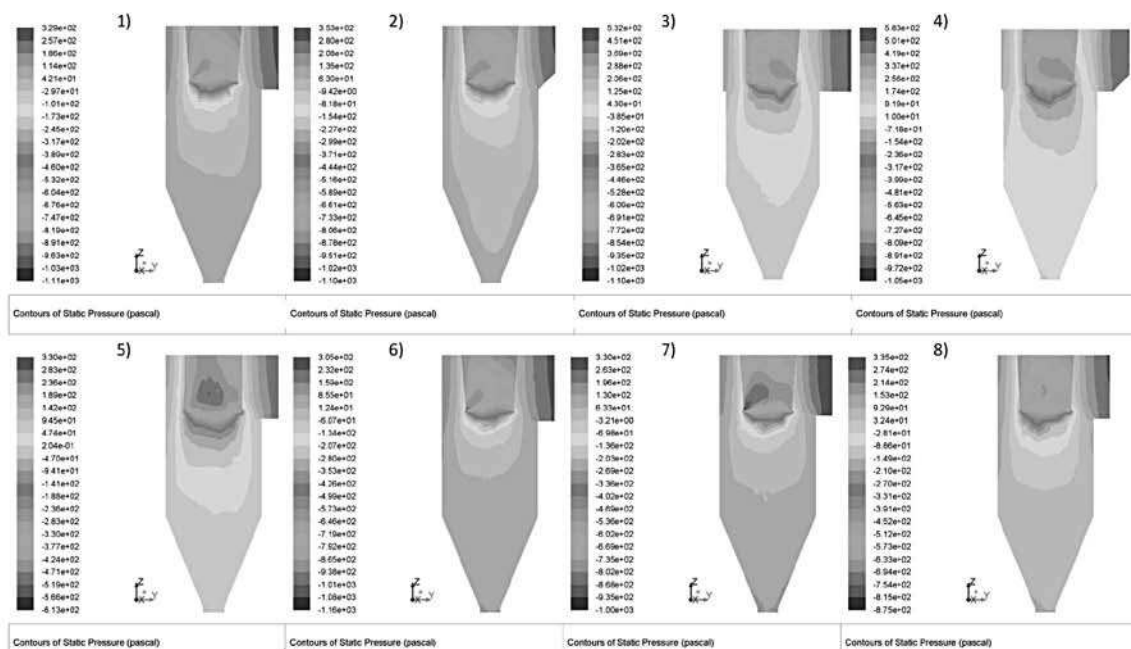 1)
3.29e+02
2.57e+02
1.86e+02
1.14e+02
4.21e+01
-2.97e+01
-1.01e+02
-1.73e+02
-2.45e+02
-3.17e+02
-3.89e+02
-4.60e+02
-5.32e+02
-6.04e+02
-6.76e+02
-7.47e+02
-8.19e+02
-8.91e+02
-9.63e+02
-1.03e+03
-1.11e+03
Z
X Y
Contours of Static Pressure (pascal)
2)
3.53e+02
2.80e+02
2.08e+02
1.35e+02
6.30e+01
-9.42e+00
-8.18e+01
-1.54e+02
-2.27e+02
-2.99e+02
-3.71e+02
-4.44e+02
-5.16e+02
-5.89e+02
-6.61e+02
-7.33e+02
-8.06e+02
-8.78e+02
-9.51e+02
-1.02e+03
-1.10e+03
Z
X Y
Contours of Static Pressure (pascal)
3)
5.32e+02
4.51e+02
3.69e+02
2.88e+02
2.06e+02
1.25e+02
4.30e+01
-3.85e+01
-1.20e+02
-2.02e+02
-2.83e+02
-3.65e+02
-4.46e+02
-5.28e+02
-6.09e+02
-6.91e+02
-7.72e+02
-8.54e+02
-9.35e+02
-1.02e+03
-1.10e+03
Z
X Y
Contours of Static Pressure (pascal)
4)
5.83e+02
5.01e+02
4.19e+02
3.37e+02
2.56e+02
1.74e+02
9.19e+01
1.00e+01
-7.18e+01
-1.54e+02
-2.36e+02
-3.17e+02
-3.99e+02
-4.81e+02
-5.63e+02
-6.45e+02
-7.27e+02
-8.09e+02
-8.91e+02
-9.72e+02
-1.05e+03
Z
X Y
Contours of Static Pressure (pascal)
5)
3.30e+02
2.83e+02
2.36e+02
1.89e+02
1.42e+02
9.45e+01
4.74e+01
2.04e-01
-4.70e+01
-9.41e+01
-1.41e+02
-1.88e+02
-2.36e+02
-2.83e+02
-3.30e+02
-3.77e+02
-4.24e+02
-4.71e+02
-5.19e+02
-5.66e+02
-6.13e+02
Z
X Y
Contours of Static Pressure (pascal)
6)
3.05e+02
2.32e+02
1.59e+02
8.55e+01
1.24e+01
-6.07e+01
-1.34e+02
-2.07e+02
-2.80e+02
-3.53e+02
-4.26e+02
-4.99e+02
-5.73e+02
-6.46e+02
-7.19e+02
-7.92e+02
-8.65e+02
-9.38e+02
-1.01e+03
-1.08e+03
-1.16e+03
Z
X Y
Contours of Static Pressure (pascal)
7)
3.30e+02
2.63e+02
1.96e+02
1.30e+02
6.33e+01
-3.21e+00
-6.98e+01
-1.36e+02
-2.03e+02
-2.69e+02
-3.36e+02
-4.02e+02
-4.69e+02
-5.36e+02
-6.02e+02
-6.69e+02
-7.35e+02
-8.02e+02
-8.68e+02
-9.35e+02
-1.00e+03
Z
X Y
Contours of Static Pressure (pascal)
8)
3.35e+02
2.74e+02
2.14e+02
1.53e+02
9.29e+01
3.24e+01
-2.81e+01
-8.86e+01
-1.49e+02
-2.10e+02
-2.70e+02
-3.31e+02
-3.91e+02
-4.52e+02
-5.12e+02
-5.73e+02
-6.33e+02
-6.94e+02
-7.54e+02
-8.15e+02
-8.75e+02
Z
X Y
Contours of Static Pressure (pascal)